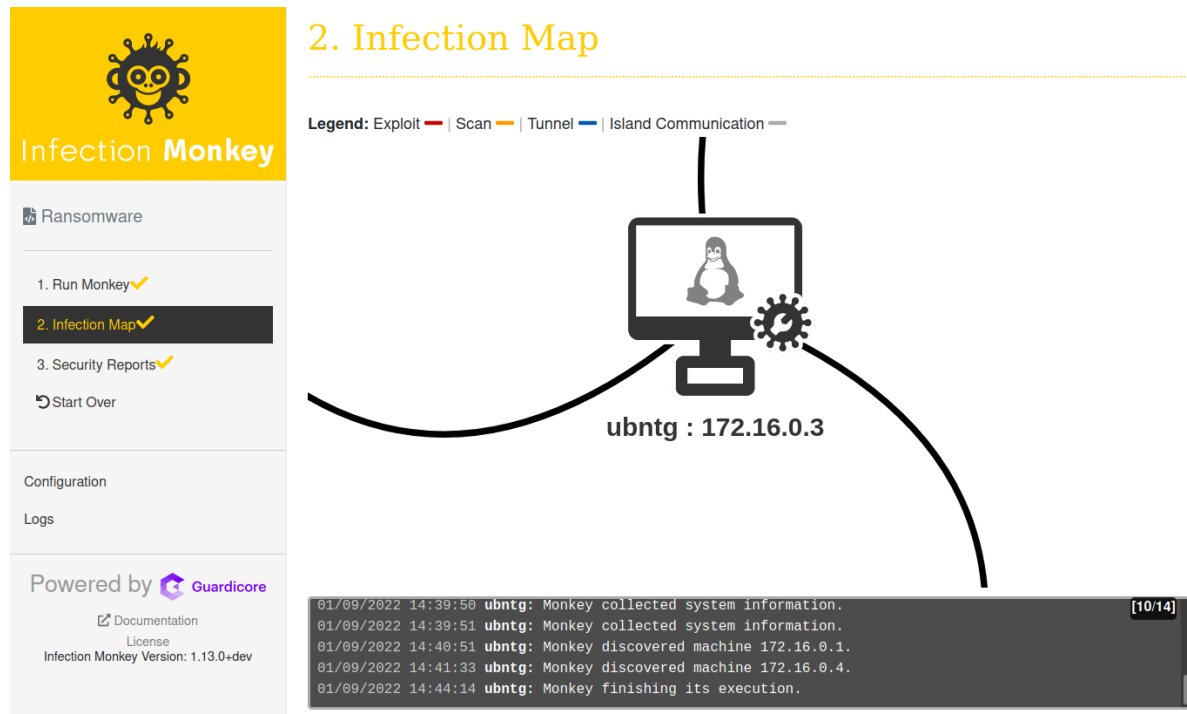 Infection Monkey
Ransomware
1. Run Monkey
2. Infection Map
3. Security Reports
Start Over
Configuration
Logs
Powered by Guardicore
Documentation
License
Infection Monkey Version: 1.13.0+dev
2. Infection Map
Legend: Exploit | Scan | Tunnel | Island Communication
ubntg : 172.16.0.3
01/09/2022 14:39:50 ubntg: Monkey collected system information.
[10/14]
01/09/2022 14:39:51 ubntg: Monkey collected system information.
01/09/2022 14:40:51 ubntg: Monkey discovered machine 172.16.0.1.
01/09/2022 14:41:33 ubntg: Monkey discovered machine 172.16.0.4.
01/09/2022 14:44:14 ubntg: Monkey finishing its execution.